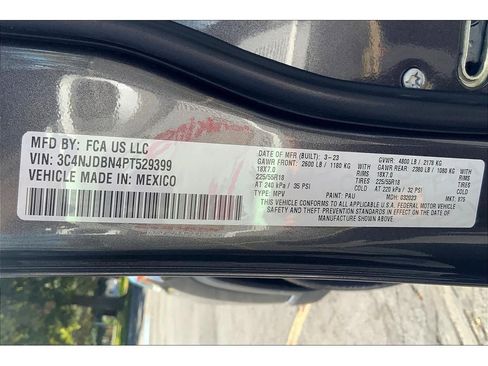 MFD BY: FCA US LLC
VIN: 3C4NJDBN4PT529399
VEHICLE MADE IN: MEXICO
DATE OF MFR (BUILT): 3-23 GVWR: 4800 LB / 2178 KG
GAWR FRONT: 2600 LB / 1180 KG GAWR REAR: 2380 LB / 1080 KG
18X7.0 RIMS 18X7.0 RIMS
225/55R18 TIRES 225/55R18 TIRES
AT 240 kPa / 35 PSI AT 220 kPa / 32 PSI
TYPE: MPV PAINT: PAU MDH: 032023 MKT: 975
THIS VEHICLE CONFORMS TO ALL APPLICABLE U.S.A. FEDERAL MOTOR VEHICLE
SAFETY AND THEFT PREVENTION STANDARDS IN EFFECT ON THE DATE OF
MANUFACTURE SHOWN ABOVE.